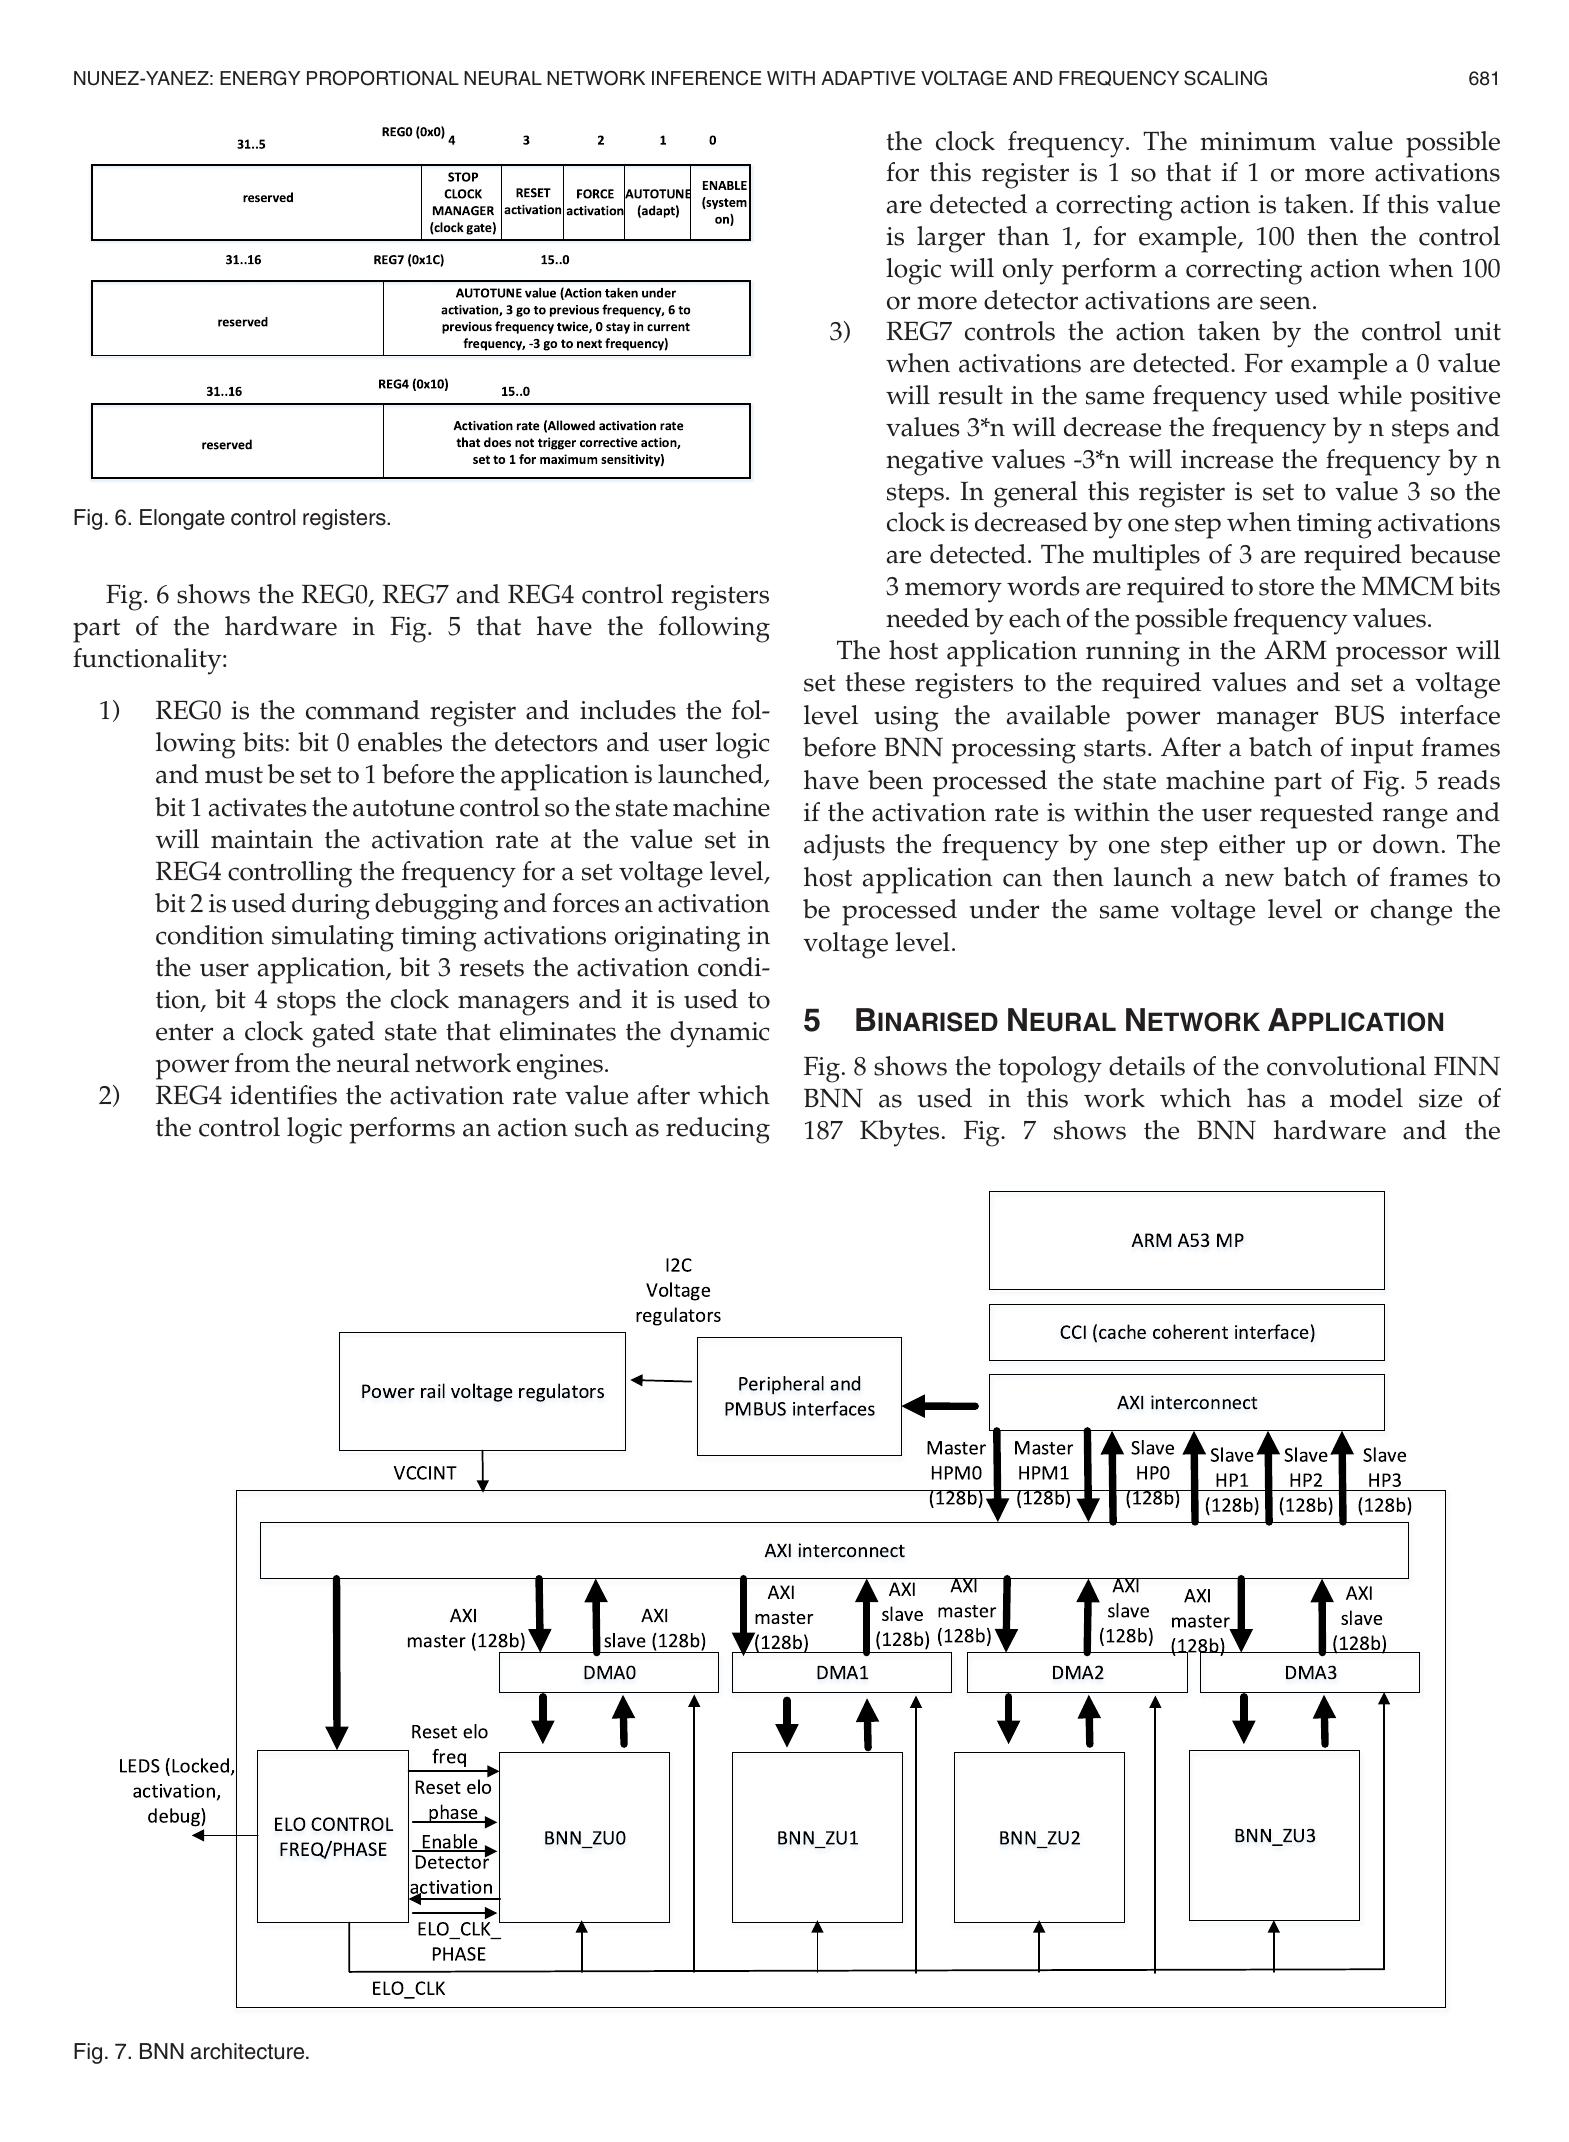 NUNEZ-YANEZ: ENERGY PROPORTIONAL NEURAL NETWORK INFERENCE WITH ADAPTIVE VOLTAGE AND FREQUENCY SCALING 681
31..5 REG0 (0x0) 4 3 2 1 0
reserved
STOP
CLOCK
MANAGER
(clock gate)
RESET
activation
FORCE
activation
AUTOTUNE
(adapt)
ENABLE
(system
on)
31..16 REG7 (0x1C) 15..0
reserved
AUTOTUNE value (Action taken under
activation, 3 go to previous frequency, 6 to
previous frequency twice, 0 stay in current
frequency, -3 go to next frequency)
31..16 REG4 (0x10) 15..0
reserved
Activation rate (Allowed activation rate
that does not trigger corrective action,
set to 1 for maximum sensitivity)
Fig. 6. Elongate control registers.
Fig. 6 shows the REG0, REG7 and REG4 control registers
part of the hardware in Fig. 5 that have the following
functionality:
1) REG0 is the command register and includes the fol-
lowing bits: bit 0 enables the detectors and user logic
and must be set to 1 before the application is launched,
bit 1 activates the autotune control so the state machine
will maintain the activation rate at the value set in
REG4 controlling the frequency for a set voltage level,
bit 2 is used during debugging and forces an activation
condition simulating timing activations originating in
the user application, bit 3 resets the activation condi-
tion, bit 4 stops the clock managers and it is used to
enter a clock gated state that eliminates the dynamic
power from the neural network engines.
2) REG4 identifies the activation rate value after which
the control logic performs an action such as reducing
the clock frequency. The minimum value possible
for this register is 1 so that if 1 or more activations
are detected a correcting action is taken. If this value
is larger than 1, for example, 100 then the control
logic will only perform a correcting action when 100
or more detector activations are seen.
3) REG7 controls the action taken by the control unit
when activations are detected. For example a 0 value
will result in the same frequency used while positive
values 3*n will decrease the frequency by n steps and
negative values -3*n will increase the frequency by n
steps. In general this register is set to value 3 so the
clock is decreased by one step when timing activations
are detected. The multiples of 3 are required because
3 memory words are required to store the MMCM bits
needed by each of the possible frequency values.
The host application running in the ARM processor will
set these registers to the required values and set a voltage
level using the available power manager BUS interface
before BNN processing starts. After a batch of input frames
have been processed the state machine part of Fig. 5 reads
if the activation rate is within the user requested range and
adjusts the frequency by one step either up or down. The
host application can then launch a new batch of frames to
be processed under the same voltage level or change the
voltage level.
5 BINARISED NEURAL NETWORK APPLICATION
Fig. 8 shows the topology details of the convolutional FINN
BNN as used in this work which has a model size of
187 Kbytes. Fig. 7 shows the BNN hardware and the
ARM A53 MP
I2C
Voltage
regulators
CCI (cache coherent interface)
Power rail voltage regulators
Peripheral and
PMBUS interfaces
AXI interconnect
VCCINT
Master
HPM0
(128b)
Master
HPM1
(128b)
Slave
HP0
(128b)
Slave
HP1
(128b)
Slave
HP2
(128b)
Slave
HP3
(128b)
AXI interconnect
AXI
master (128b)
AXI
slave (128b)
AXI
master
(128b)
AXI
slave
(128b)
AXI
master
(128b)
AXI
slave
(128b)
AXI
master
(128b)
AXI
slave
(128b)
DMA0
DMA1
DMA2
DMA3
LEDS (Locked,
activation,
debug)
ELO CONTROL
FREQ/PHASE
Reset elo
freq
Reset elo
phase
Enable
Detector
activation
ELO_CLK_
PHASE
BNN_ZU0
BNN_ZU1
BNN_ZU2
BNN_ZU3
ELO_CLK
Fig. 7. BNN architecture.